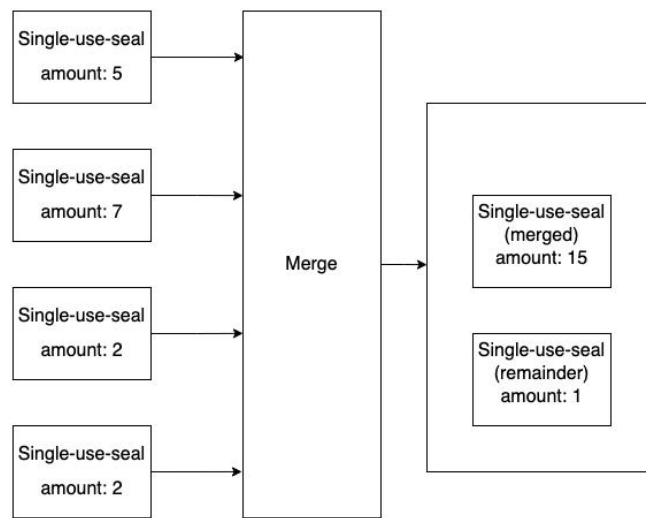 Single-use-seal
amount: 5
Single-use-seal
amount: 7
Single-use-seal
amount: 2
Single-use-seal
amount: 2
Merge
Single-use-seal
(merged)
amount: 15
Single-use-seal
(remainder)
amount: 1